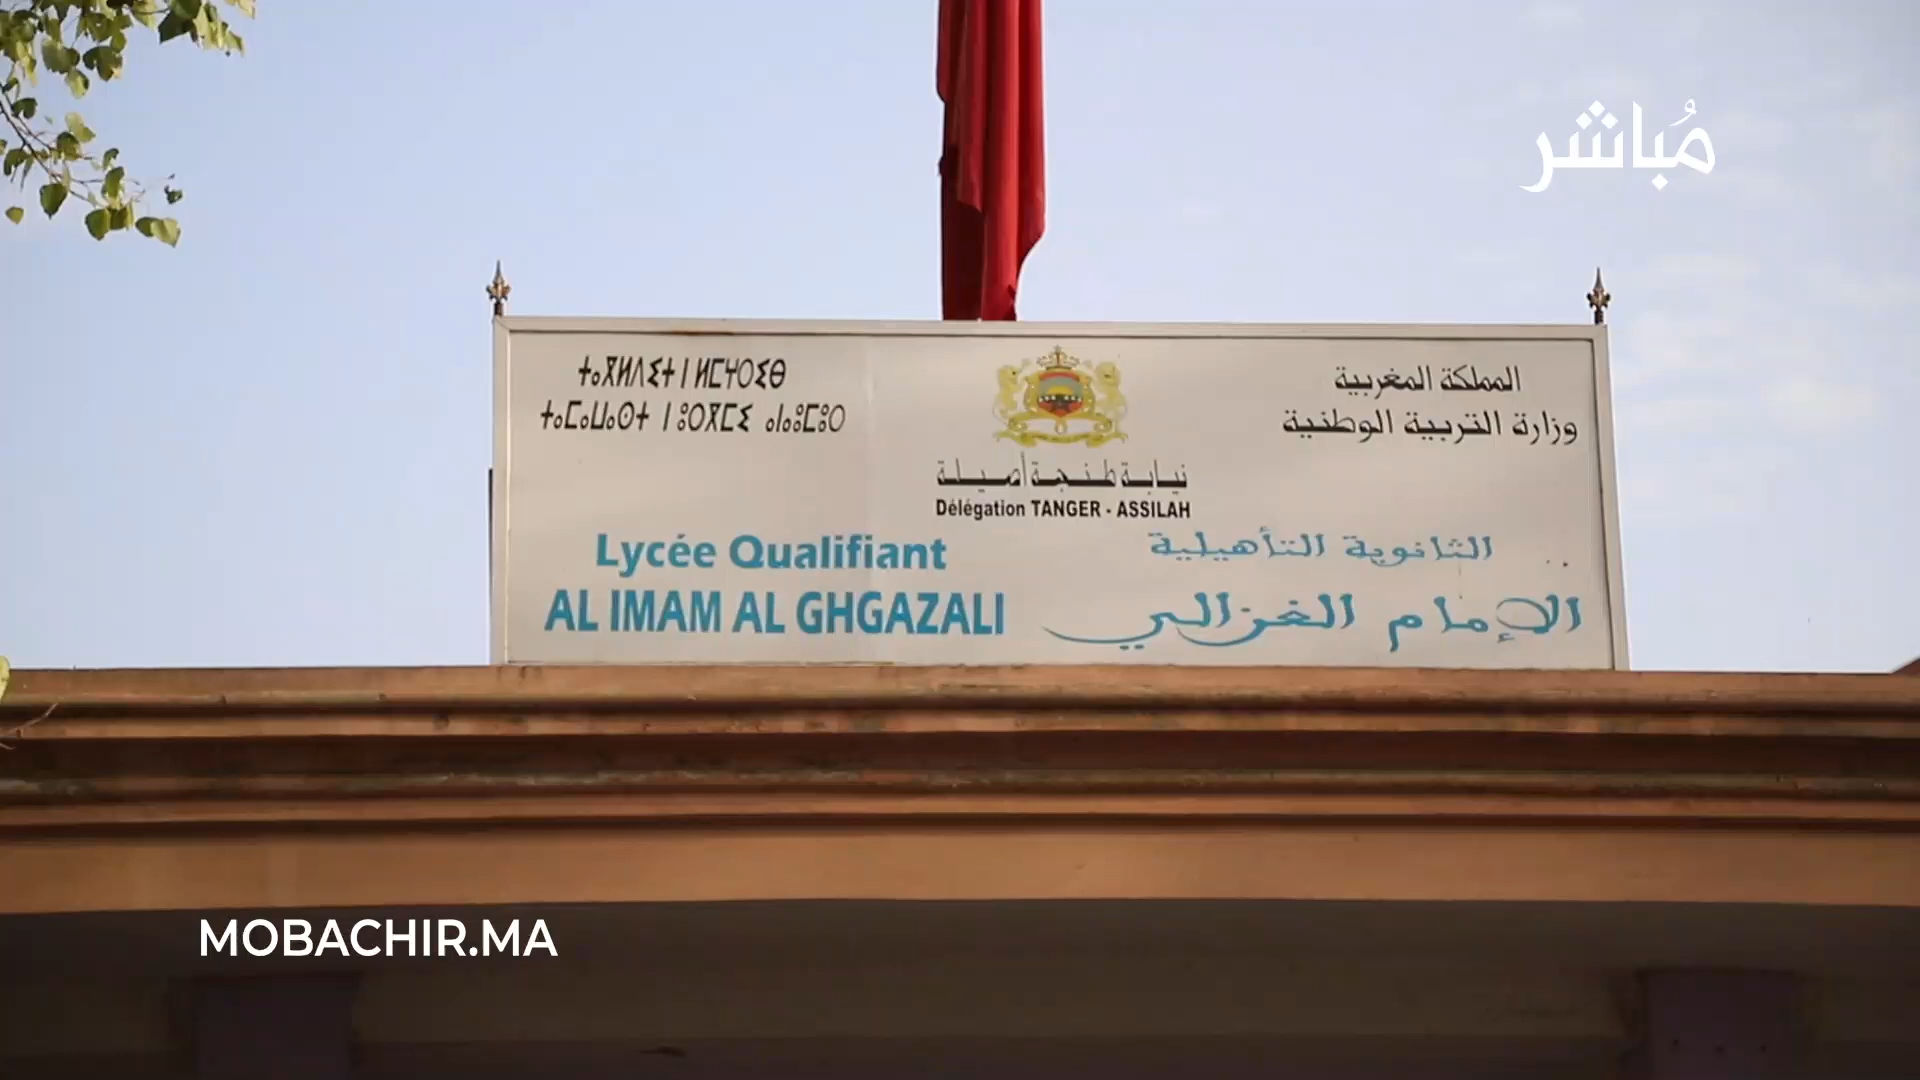 مُباشر
ⵜⴰⴳⵍⴷⵉⵜ ⵏ ⵍⵎⵖⵔⵉⴱ
ⵜⴰⵎⴰⵡⴰⵙⵜ ⵏ ⵓⵙⴳⵎⵉ ⴰⵏⴰⵎⵓⵔ
المملكة المغربية
وزارة التربية الوطنية
نيابة طنجة أصيلة
Délégation TANGER - ASSILAH
Lycée Qualifiant
AL IMAM AL GHGAZALI
الثانوية التأهيلية
الإمام الغزالي
MOBACHIR.MA